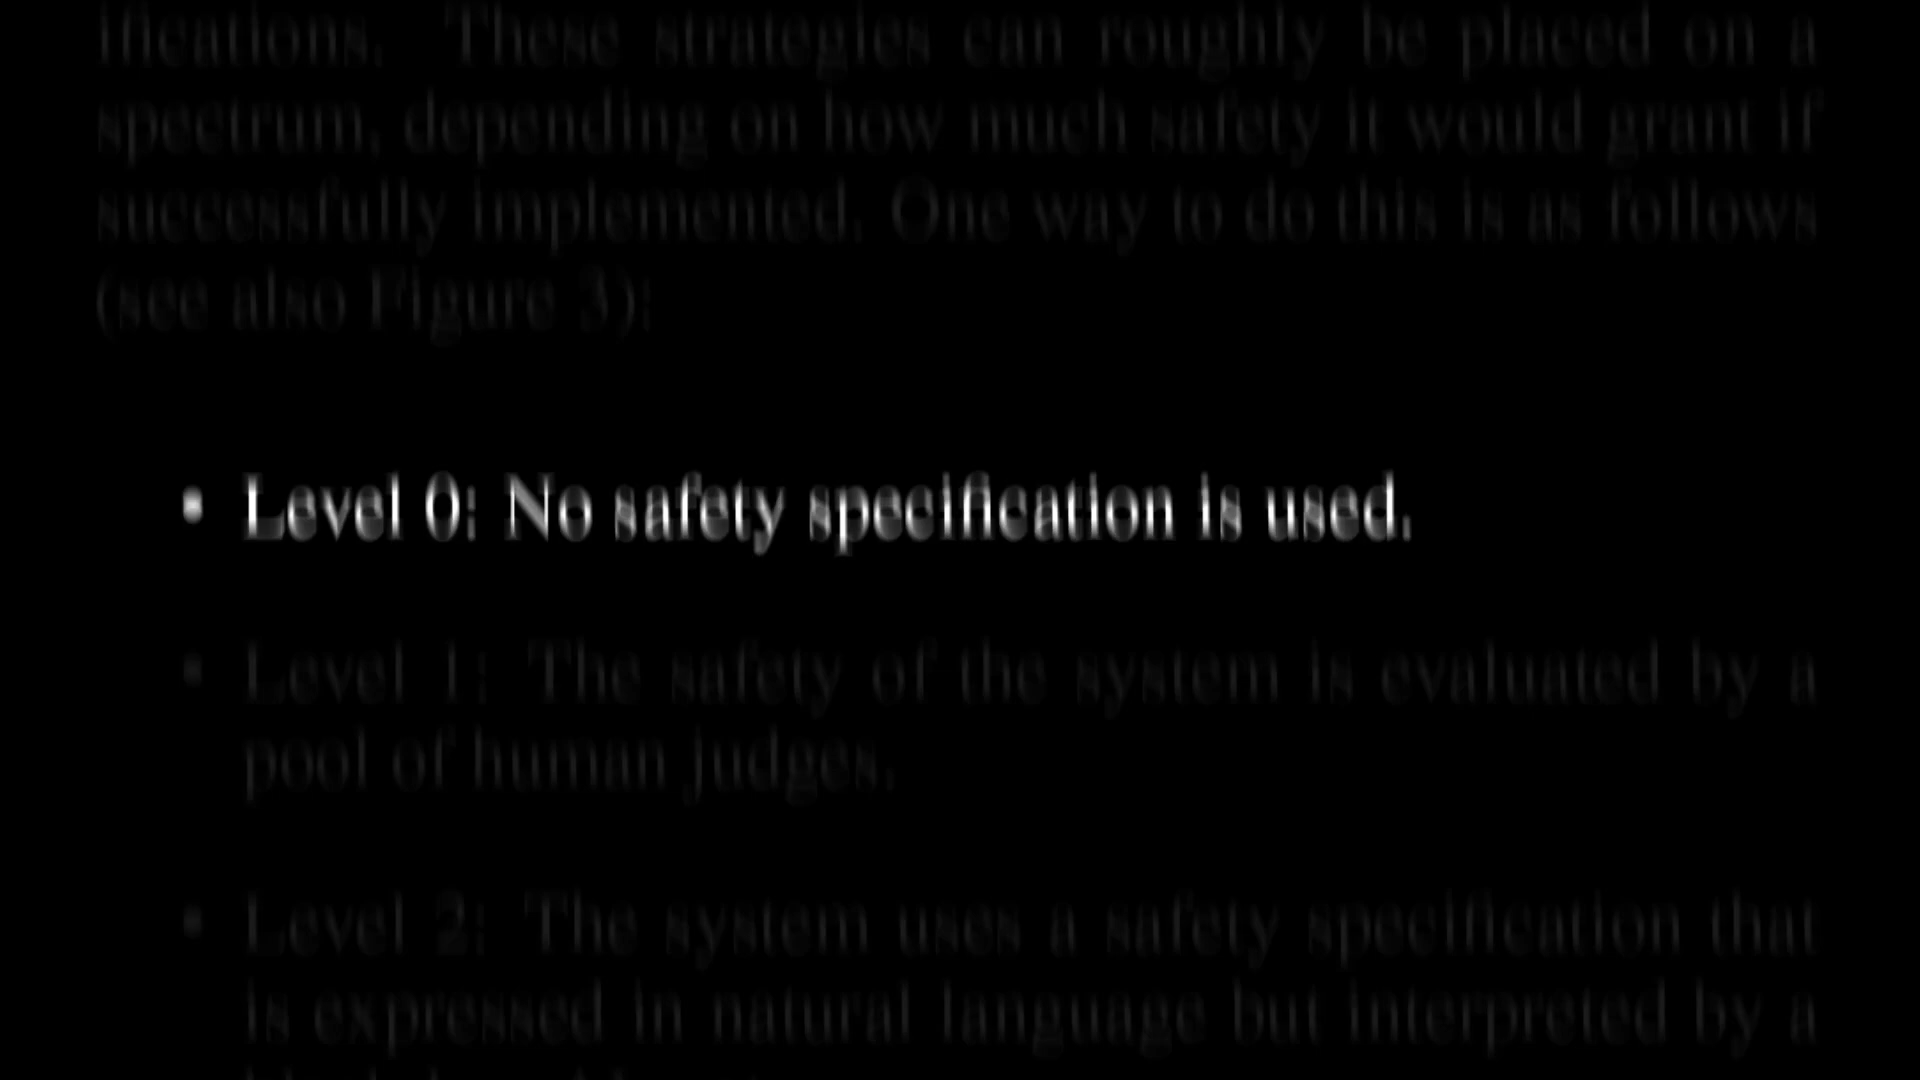 ifications. These strategies can roughly be placed on a
spectrum, depending on how much safety it would grant if
successfully implemented. One way to do this is as follows
(see also Figure 3):
• Level 0: No safety specification is used.
• Level 1: The safety of the system is evaluated by a
pool of human judges.
• Level 2: The system uses a safety specification that
is expressed in natural language but interpreted by a